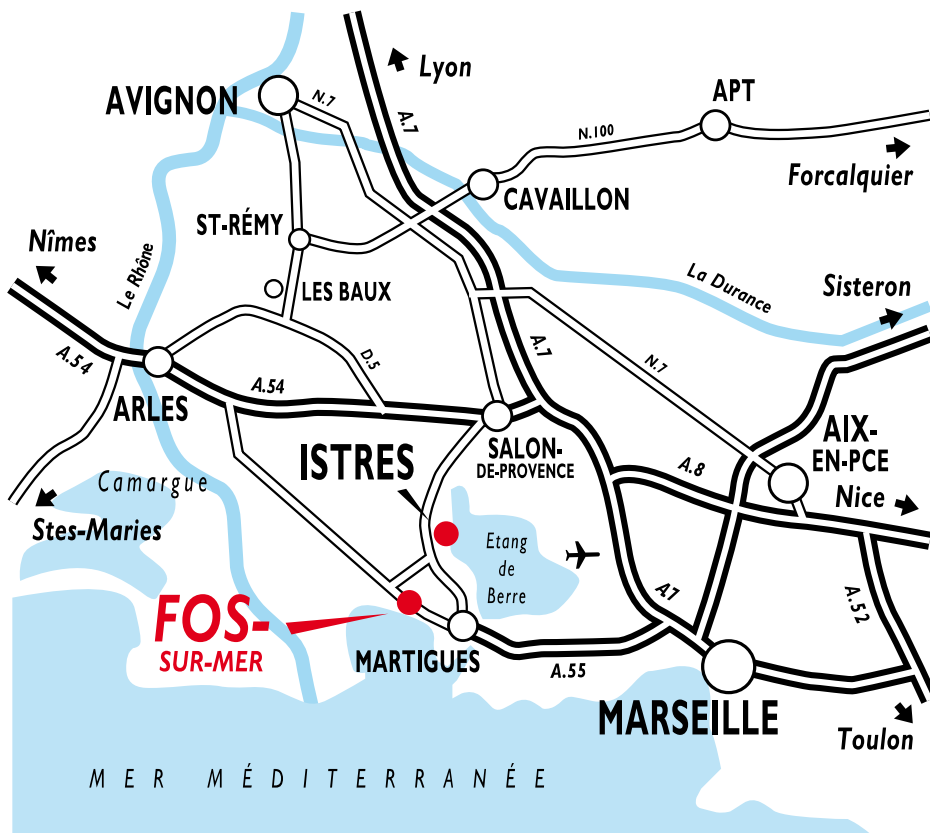 Lyon
AVIGNON
N.7
A.7
APT
N.100
Forcalquier
CAVAILLON
ST-RÉMY
Nîmes
Le Rhône
LES BAUX
La Durance
Sisteron
A.54
D.5
A.7
N.7
A.54
ARLES
ISTRES
SALON-
DE-PROVENCE
AIX-
EN-PCE
A.8
Nice
Camargue
Stes-Maries
Etang
de
Berre
FOS-
SUR-MER
A.7
A.52
MARTIGUES
A.55
MARSEILLE
Toulon
MER MÉDITERRANÉE